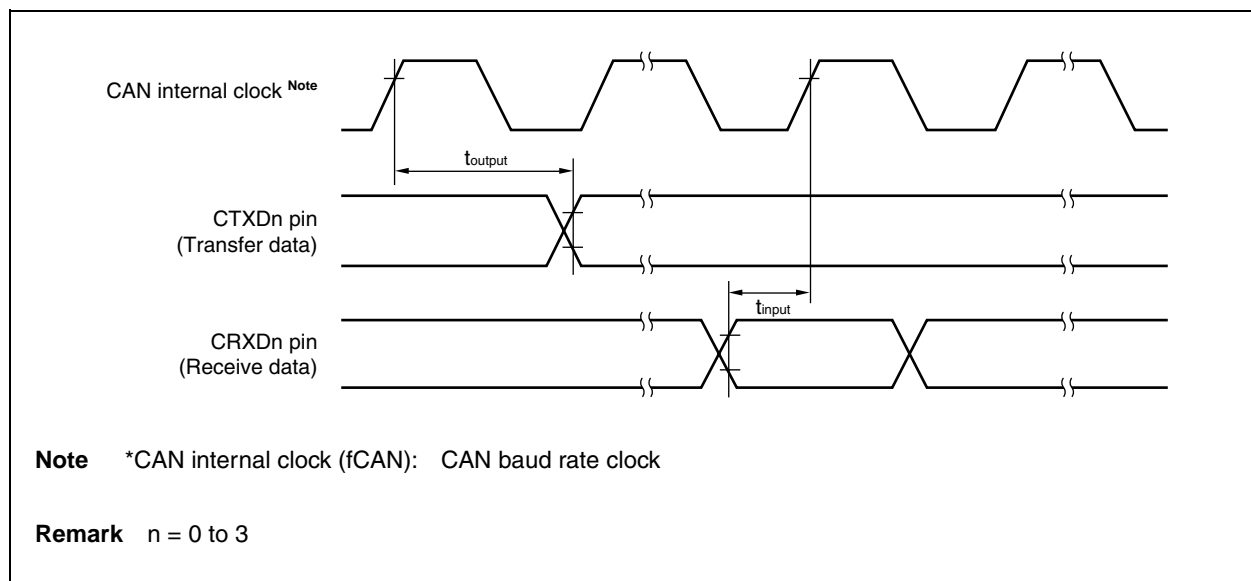 CAN internal clock Note
toutput
CTXDn pin
(Transfer data)
tinput
CRXDn pin
(Receive data)
Note *CAN internal clock (fCAN): CAN baud rate clock
Remark n = 0 to 3